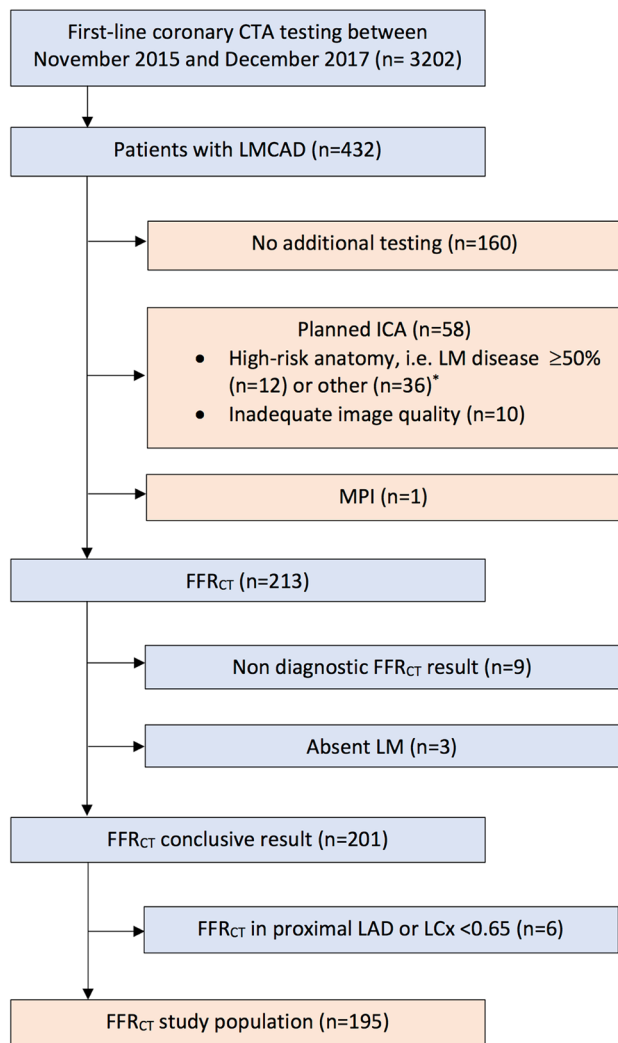 First-line coronary CTA testing between
November 2015 and December 2017 (n= 3202)
Patients with LMCAD (n=432)
No additional testing (n=160)
Planned ICA (n=58)
• High-risk anatomy, i.e. LM disease ≥50%
(n=12) or other (n=36)*
• Inadequate image quality (n=10)
MPI (n=1)
FFRCT (n=213)
Non diagnostic FFRCT result (n=9)
Absent LM (n=3)
FFRCT conclusive result (n=201)
FFRCT in proximal LAD or LCx <0.65 (n=6)
FFRCT study population (n=195)